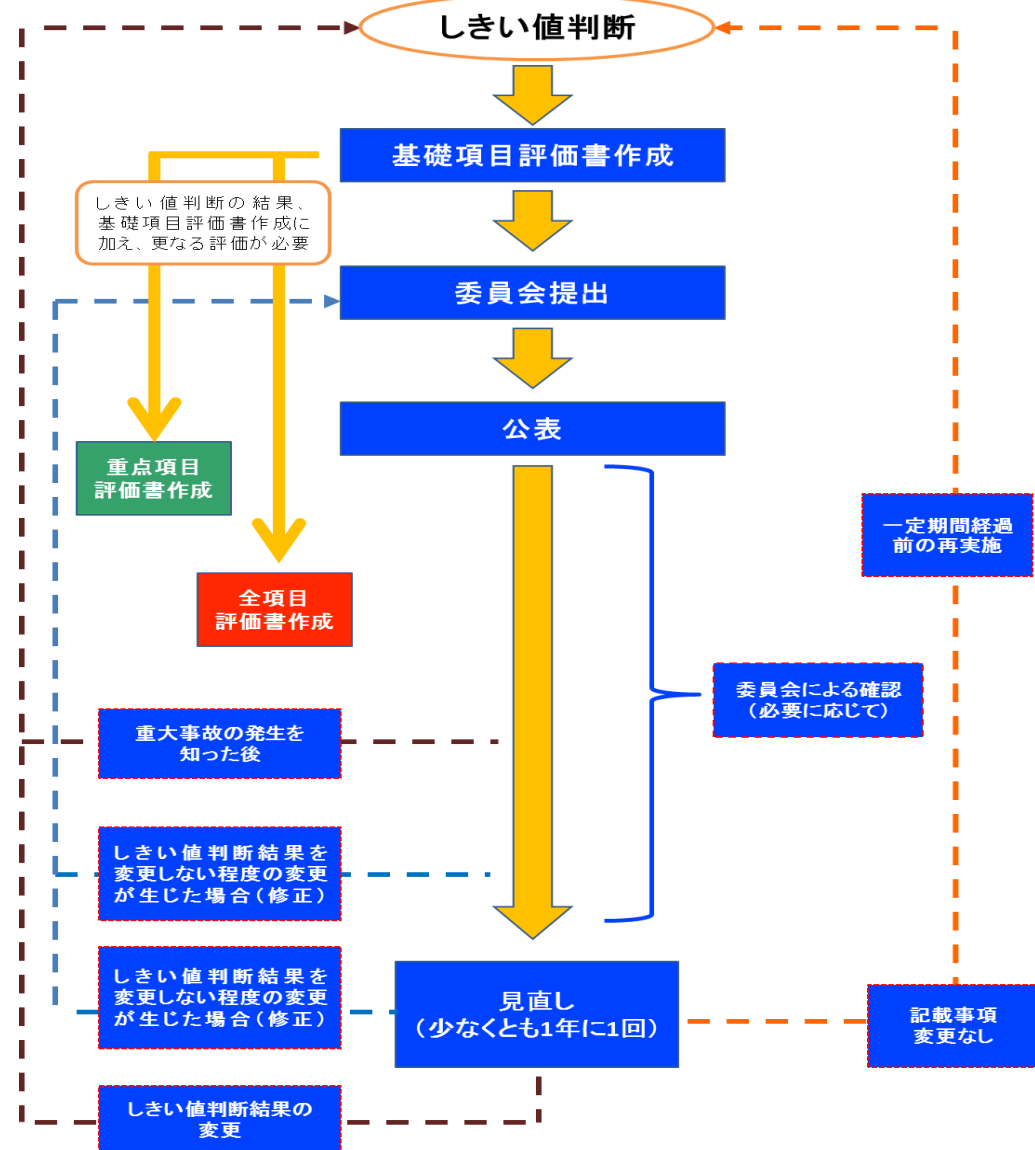 しきい値判断
基礎項目評価書作成
しきい値判断の結果、
基礎項目評価書作成に
加え、更なる評価が必要
委員会提出
公表
重点項目
評価書作成
一定期間経過
前の再実施
全項目
評価書作成
委員会による確認
（必要に応じて）
重大事故の発生を
知った後
しきい値判断結果を
変更しない程度の変更
が生じた場合（修正）
しきい値判断結果を
変更しない程度の変更
が生じた場合（修正）
見直し
（少なくとも1年に1回）
記載事項
変更なし
しきい値判断結果の
変更